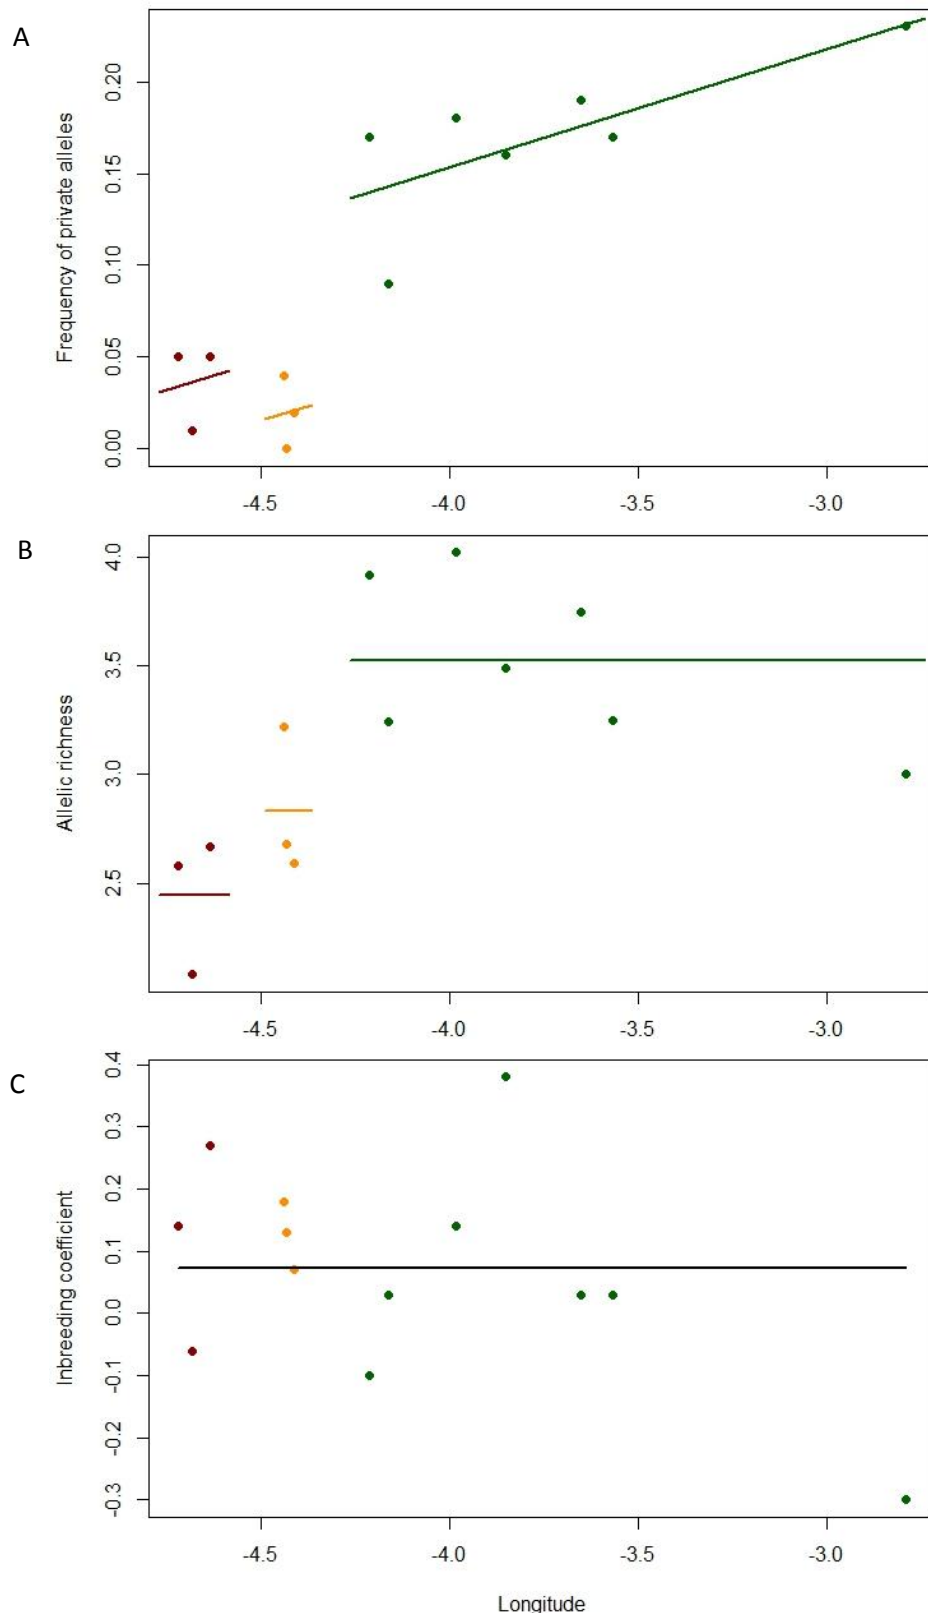 A
Frequency of private alleles
0.20
0.15
0.10
0.05
0.00
-4.5 -4.0 -3.5 -3.0
B
Allelic richness
4.0
3.5
3.0
2.5
-4.5 -4.0 -3.5 -3.0
C
Inbreeding coefficient
0.4
0.3
0.2
0.1
0.0
-0.1
-0.2
-0.3
-4.5 -4.0 -3.5 -3.0
Longitude